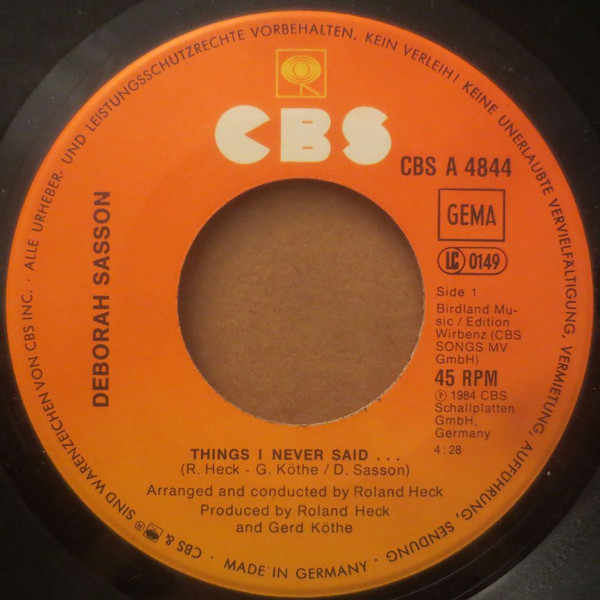 ALLE URHEBER- UND LEISTUNGSSCHUTZRECHTE VORBEHALTEN. KEIN VERLEIH! KEINE UNERLAUBTE VERVIELFÄLTIGUNG, VERMIETUNG, AUFFÜHRUNG, SENDUNG
CBS
CBS A 4844
GEMA
LC 0149
DEBORAH SASSON
Side 1
Birdland Mu-
sic / Edition
Wirbenz (CBS
SONGS MV
GmbH)
45 RPM
Ⓟ 1984 CBS
Schallplatten
GmbH,
Germany
4:28
THINGS I NEVER SAID . . .
(R. Heck - G. Köthe / D. Sasson)
Arranged and conducted by Roland Heck
Produced by Roland Heck
and Gerd Köthe
· MADE IN GERMANY ·
CBS & ® SIND WARENZEICHEN VON CBS INC. ·